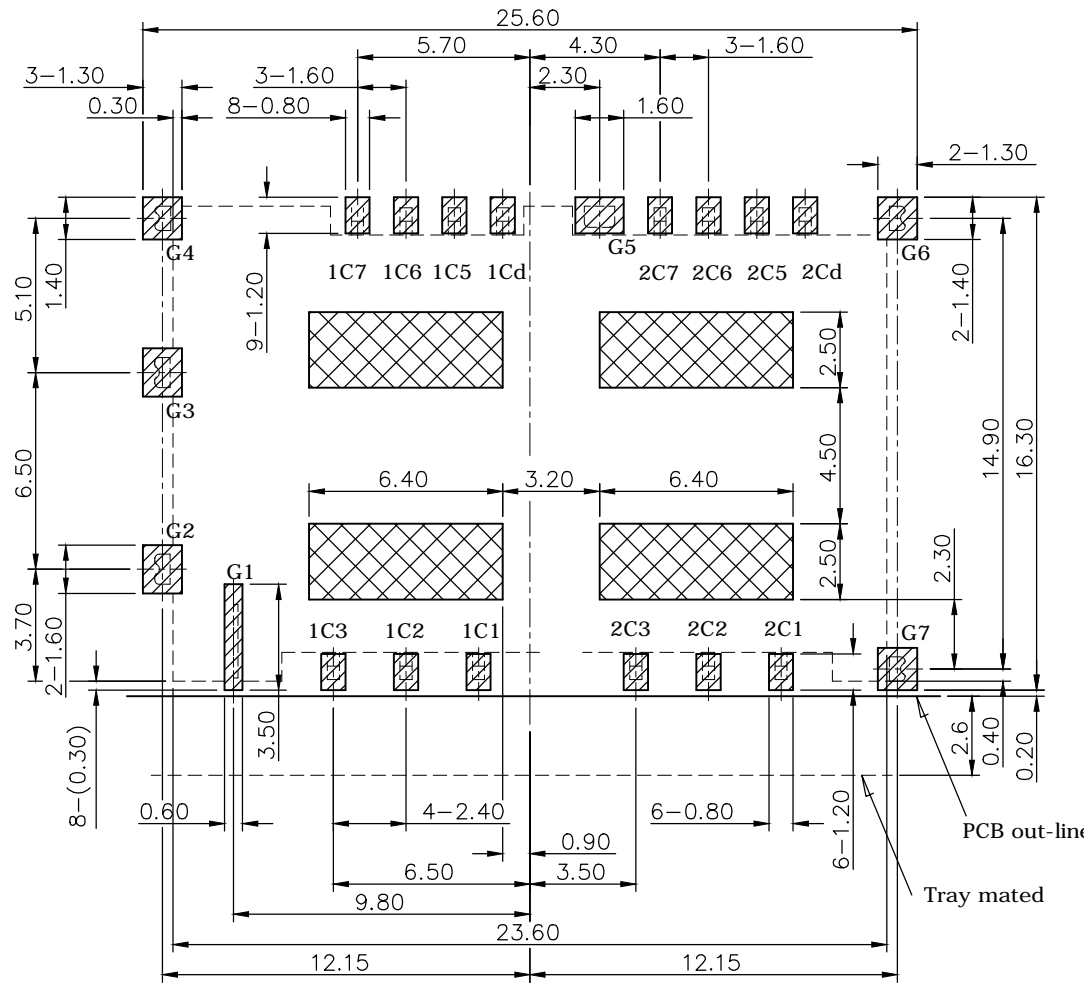 25.60
5.70
4.30
3-1.60
3-1.30
3-1.60
2.30
0.30
8-0.80
1.60
2-1.30
G4
G5
G6
1C7
1C6
1C5
1Cd
2C7
2C6
2C5
2Cd
1.40
5.10
9-1.20
2-1.40
2.50
G3
14.90
16.30
4.50
6.50
6.40
3.20
6.40
G2
G1
2.50
2.30
3.70
2-1.60
1C3
1C2
1C1
2C3
2C2
2C1
G7
3.50
8-(0.30)
2.6
0.40
0.20
0.60
4-2.40
6-0.80
6-1.20
PCB out-line
0.90
6.50
3.50
Tray mated
9.80
23.60
12.15
12.15